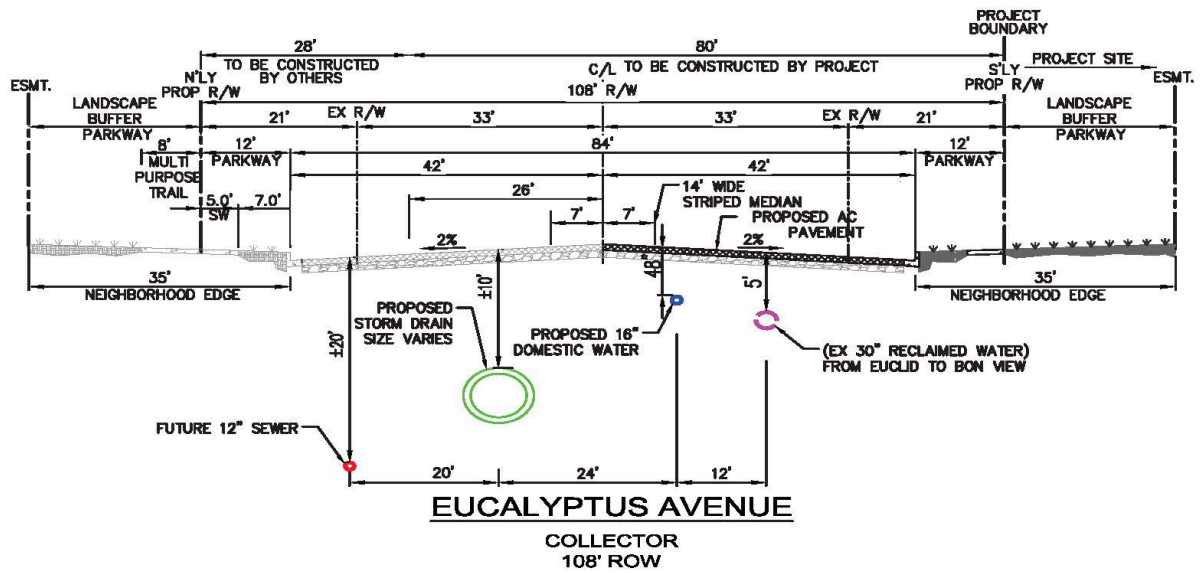 PROJECT
BOUNDARY
28'
80'
TO BE CONSTRUCTED
BY OTHERS
C/L
TO BE CONSTRUCTED BY PROJECT
PROJECT SITE
ESMT.
N'LY
PROP R/W
S'LY
PROP R/W
ESMT.
108' R/W
LANDSCAPE
BUFFER
PARKWAY
21'
EX R/W
33'
33'
EX R/W
21'
LANDSCAPE
BUFFER
PARKWAY
8'
12'
PARKWAY
84'
12'
PARKWAY
MULTI
PURPOSE
TRAIL
42'
42'
5.0'
SW
7.0'
26'
7'
7'
14' WIDE
STRIPED MEDIAN
PROPOSED AC
PAVEMENT
2%
2%
35'
NEIGHBORHOOD EDGE
±20'
±10'
48"
5'
35'
NEIGHBORHOOD EDGE
PROPOSED
STORM DRAIN
SIZE VARIES
PROPOSED 16"
DOMESTIC WATER
(EX 30" RECLAIMED WATER)
FROM EUCLID TO BON VIEW
FUTURE 12" SEWER
20'
24'
12'
EUCALYPTUS AVENUE
COLLECTOR
108' ROW